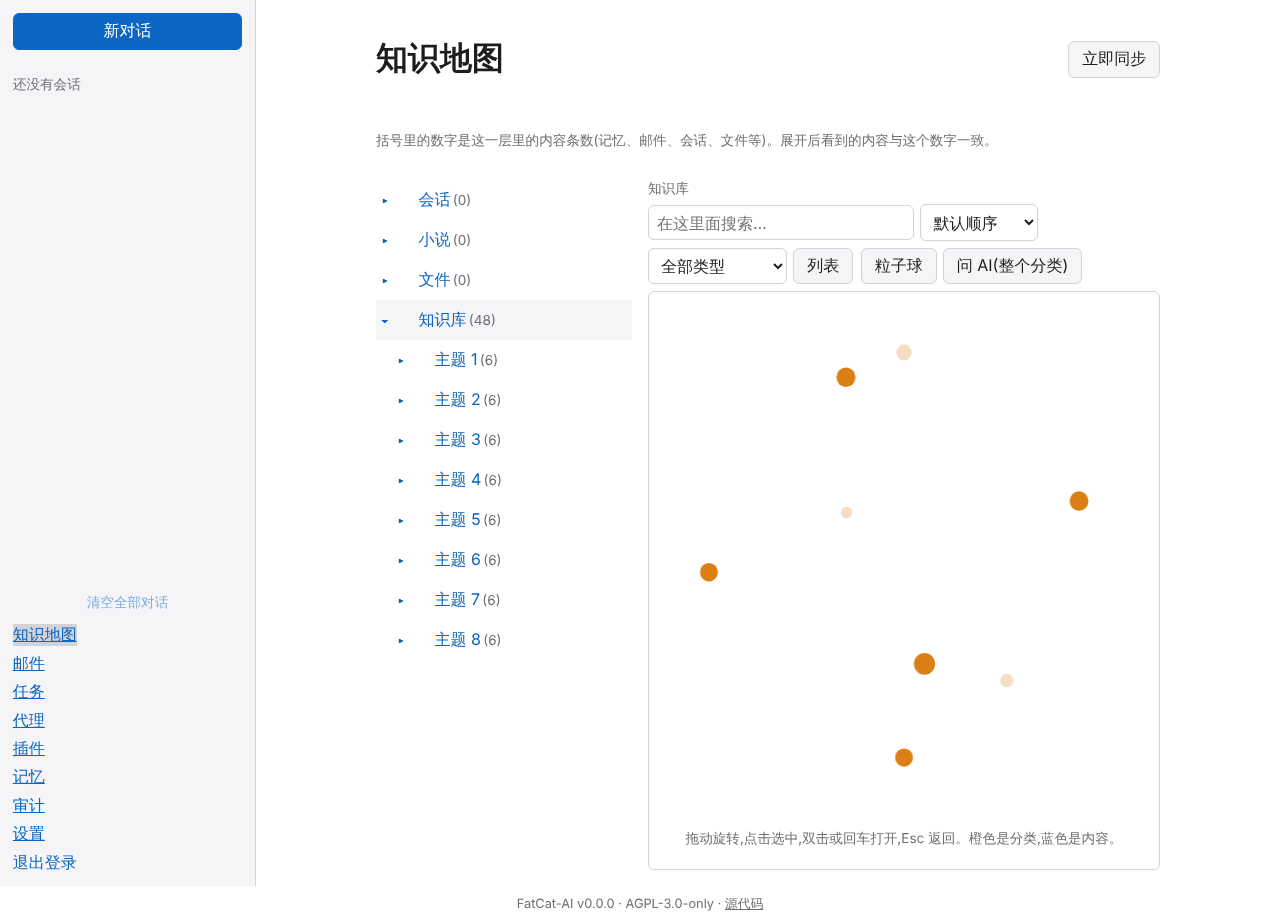 新对话
还没有会话
清空全部对话
知识地图
邮件
任务
代理
插件
记忆
审计
设置
退出登录
知识地图
立即同步
括号里的数字是这一层里的内容条数(记忆、邮件、会话、文件等)。展开后看到的内容与这个数字一致。
会话 (0)
小说 (0)
文件 (0)
知识库 (48)
主题 1 (6)
主题 2 (6)
主题 3 (6)
主题 4 (6)
主题 5 (6)
主题 6 (6)
主题 7 (6)
主题 8 (6)
知识库
在这里面搜索... 默认顺序
全部类型 列表 粒子球 问 AI(整个分类)
拖动旋转,点击选中,双击或回车打开,Esc 返回。橙色是分类,蓝色是内容。
FatCat-AI v0.0.0 · AGPL-3.0-only · 源代码